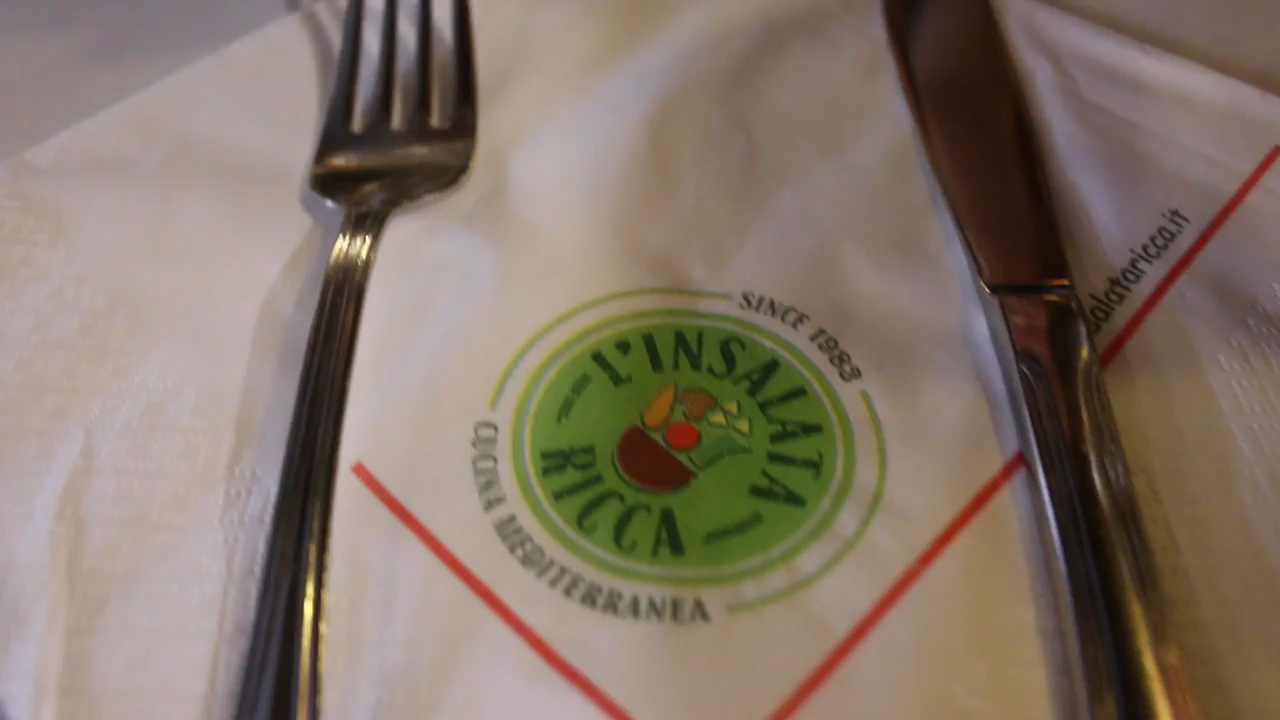 SINCE 1983
L'INSALATA
RICCA
CUCINA MEDITERRANEA
salataricca.it